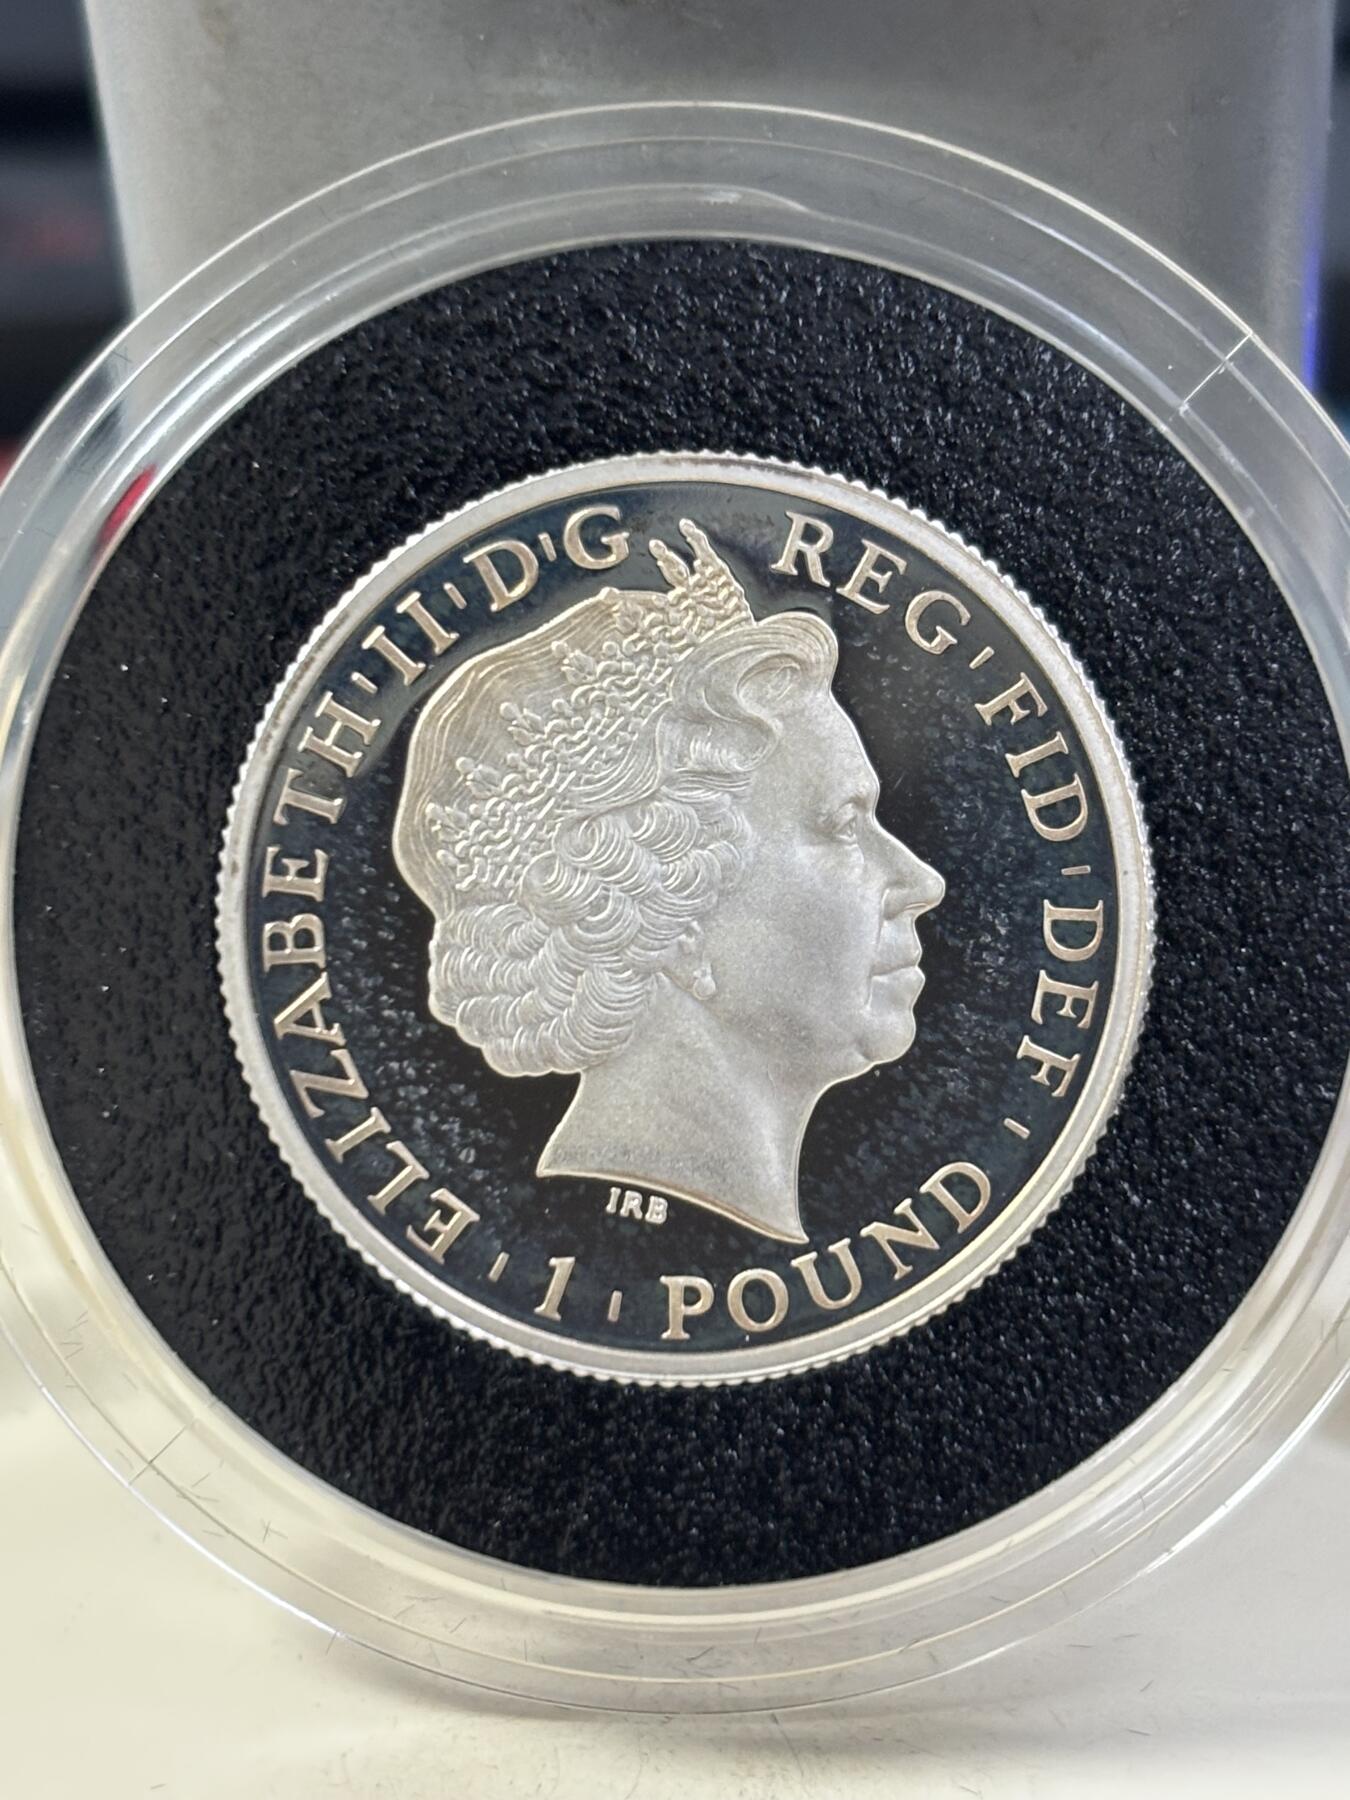 ELIZABETH·II·D·G REG·FID·DEF·
·1·POUND
IRB